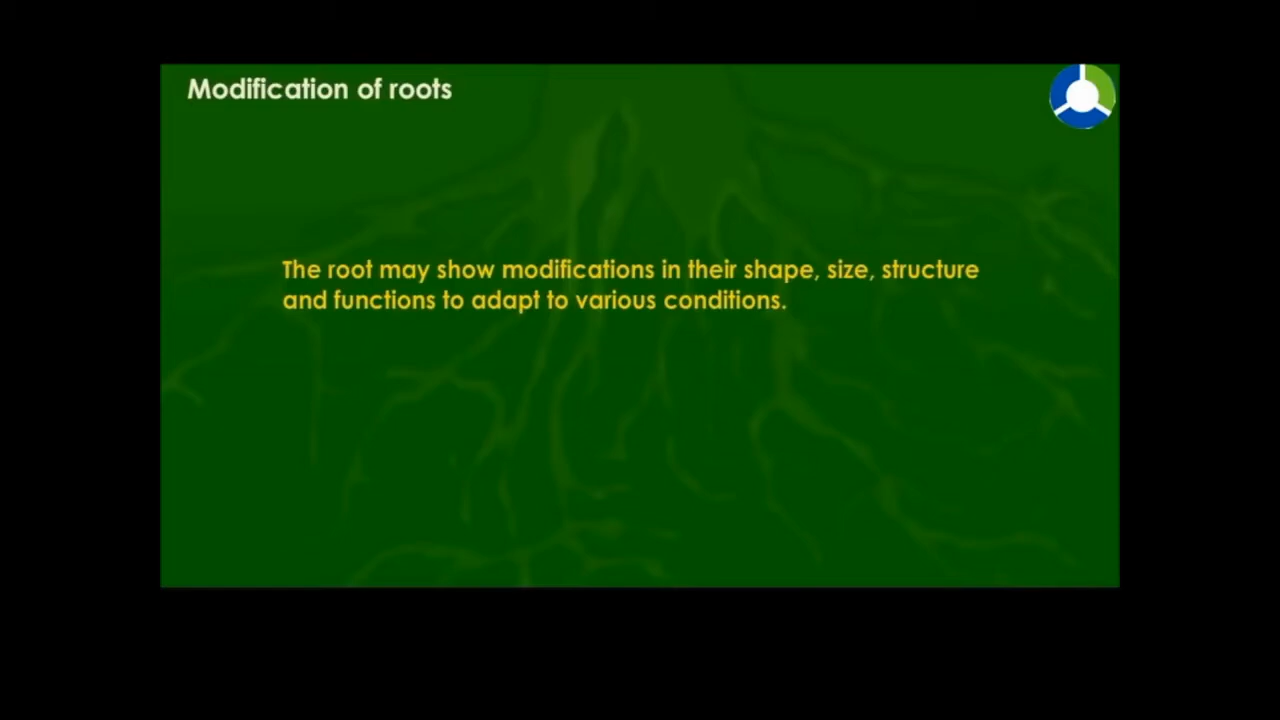 Modification of roots
The root may show modifications in their shape, size, structure
and functions to adapt to various conditions.